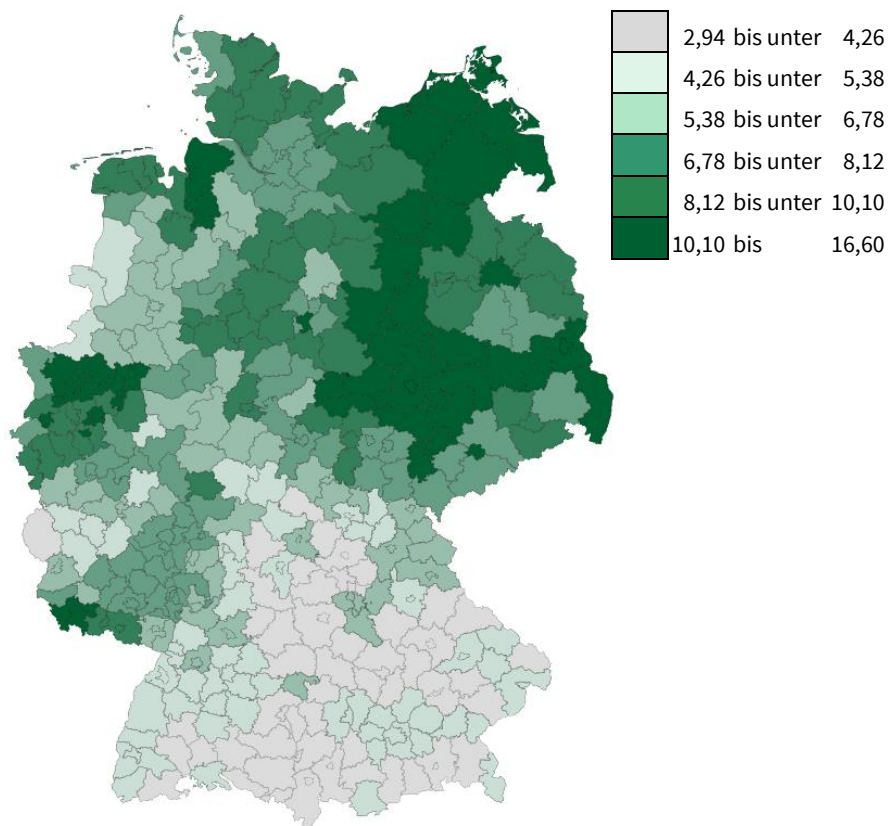 2,94 bis unter 4,26
4,26 bis unter 5,38
5,38 bis unter 6,78
6,78 bis unter 8,12
8,12 bis unter 10,10
10,10 bis 16,60